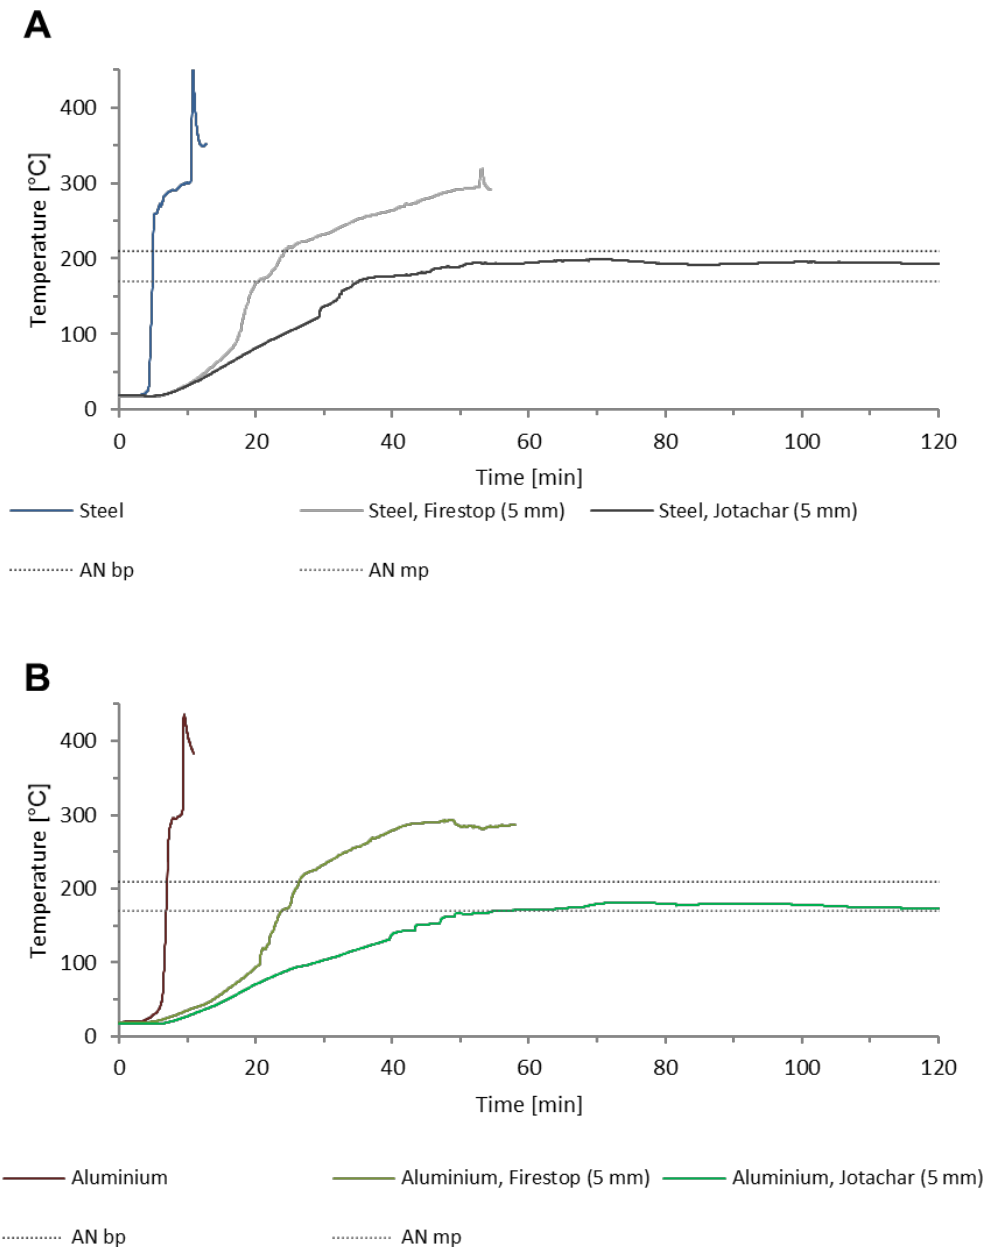 A
Temperature [°C]
400
300
200
100
0
0 20 40 60 80 100 120
Time [min]
Steel Steel, Firestop (5 mm) Steel, Jotachar (5 mm)
AN bp AN mp
B
Temperature [°C]
400
300
200
100
0
0 20 40 60 80 100 120
Time [min]
Aluminium Aluminium, Firestop (5 mm) Aluminium, Jotachar (5 mm)
AN bp AN mp